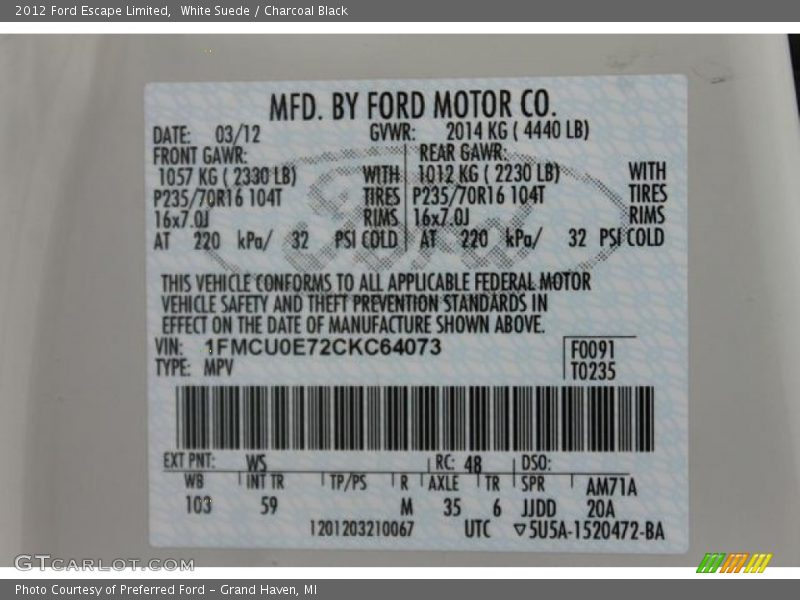 2012 Ford Escape Limited,  White Suede / Charcoal Black
MFD. BY FORD MOTOR CO.
DATE: 03/12 GVWR: 2014 KG ( 4440 LB)
FRONT GAWR: REAR GAWR:
1057 KG ( 2330 LB) WITH 1012 KG ( 2230 LB) WITH
P235/70R16 104T TIRES P235/70R16 104T TIRES
16x7.0J RIMS 16x7.0J RIMS
AT 220 kPa/ 32 PSI COLD AT 220 kPa/ 32 PSI COLD
Ford
THIS VEHICLE CONFORMS TO ALL APPLICABLE FEDERAL MOTOR
VEHICLE SAFETY AND THEFT PREVENTION STANDARDS IN
EFFECT ON THE DATE OF MANUFACTURE SHOWN ABOVE.
VIN: 1FMCU0E72CKC64073 F0091
TYPE: MPV T0235
EXT PNT: WS RC: 48 DSO:
WB INT TR TP/PS R AXLE TR SPR AM71A
103 59 M 35 6 JJDD 20A
1201203210067 UTC ▽5U5A-1520472-BA
GTCARLOT.COM
Photo Courtesy of Preferred Ford – Grand Haven, MI